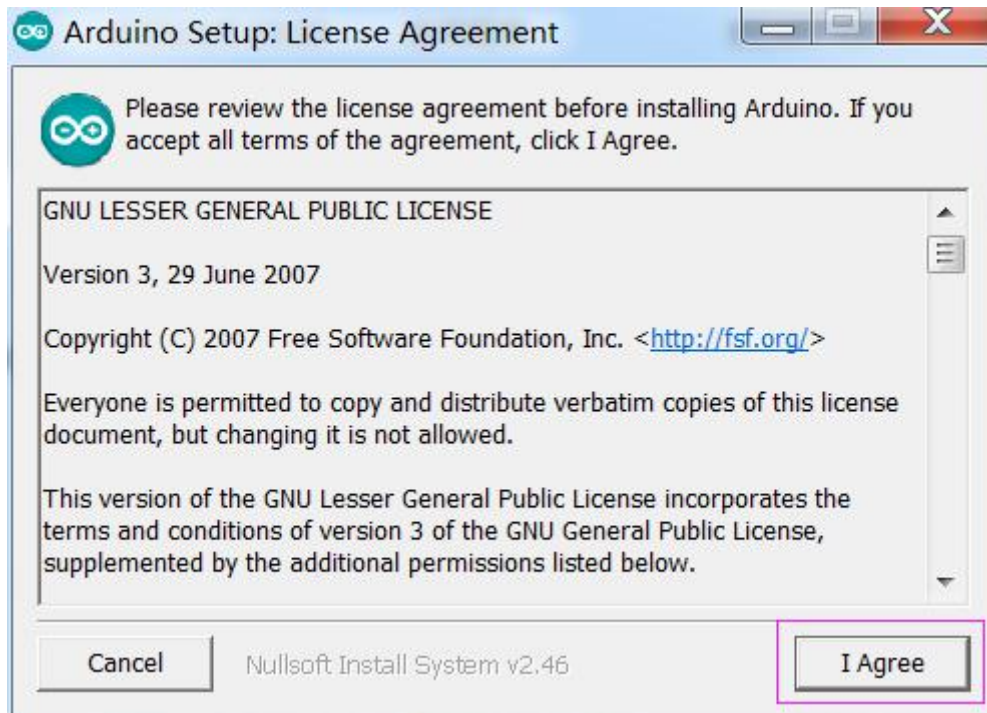 Arduino Setup: License Agreement
Please review the license agreement before installing Arduino. If you
accept all terms of the agreement, click I Agree.
GNU LESSER GENERAL PUBLIC LICENSE
Version 3, 29 June 2007
Copyright (C) 2007 Free Software Foundation, Inc. <http://fsf.org/>
Everyone is permitted to copy and distribute verbatim copies of this license
document, but changing it is not allowed.
This version of the GNU Lesser General Public License incorporates the
terms and conditions of version 3 of the GNU General Public License,
supplemented by the additional permissions listed below.
Cancel
Nullsoft Install System v2.46
I Agree